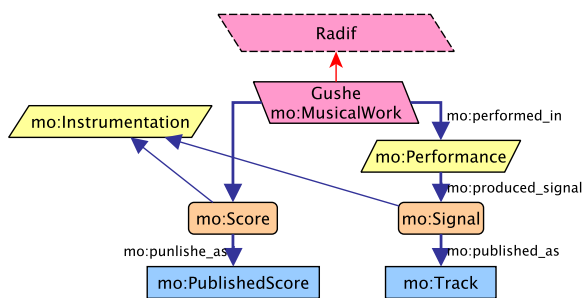 Radif
Gushe
mo:MusicalWork
mo:Instrumentation
mo:performed_in
mo:Performance
mo:produced_signal
mo:Score
mo:Signal
mo:punlishe_as
mo:published_as
mo:PublishedScore
mo:Track